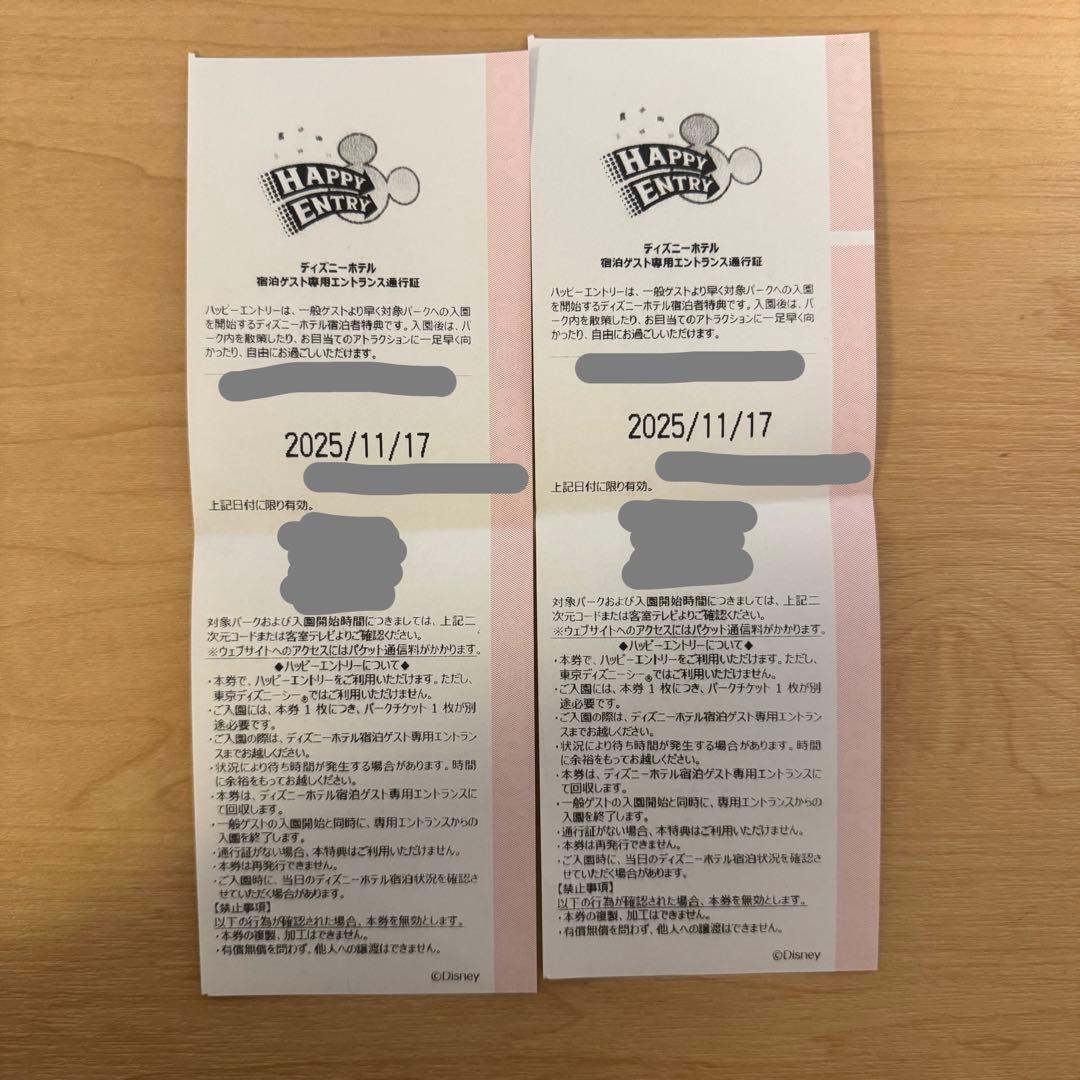 HAPPY
ENTRY
ディズニーホテル
宿泊ゲスト専用エントランス通行証
ハッピーエントリーは、一般ゲストより早く対象パークへの入園
を開始するディズニーホテル宿泊者特典です。入園後は、パ
ーク内を散策したり、お目当てのアトラクションに一足早く向
かったり、自由にお過ごしいただけます。
2025/11/17
上記日付に限り有効。
対象パークおよび入園開始時間につきましては、上記二
次元コードまたは客室テレビよりご確認ください。
※ウェブサイトへのアクセスにはパケット通信料がかかります。
◆ハッピーエントリーについて◆
・本券で、ハッピーエントリーをご利用いただけます。ただし、
東京ディズニーシー®ではご利用いただけません。
・ご入園には、本券1枚につき、パークチケット1枚が別
途必要です。
・ご入園の際は、ディズニーホテル宿泊ゲスト専用エントラン
スまでお越しください。
・状況により待ち時間が発生する場合があります。時間
に余裕をもってお越しください。
・本券は、ディズニーホテル宿泊ゲスト専用エントランスに
て回収します。
・一般ゲストの入園開始と同時に、専用エントランスからの
入園を終了します。
・通行証がない場合、本特典はご利用いただけません。
・本券は再発行できません。
・ご入園時に、当日のディズニーホテル宿泊状況を確認さ
せていただく場合があります。
【禁止事項】
以下の行為が確認された場合、本券を無効とします。
・本券の複製、加工はできません。
・有償無償を問わず、他人への譲渡はできません。
©Disney
HAPPY
ENTRY
ディズニーホテル
宿泊ゲスト専用エントランス通行証
ハッピーエントリーは、一般ゲストより早く対象パークへの入園
を開始するディズニーホテル宿泊者特典です。入園後は、パ
ーク内を散策したり、お目当てのアトラクションに一足早く向
かったり、自由にお過ごしいただけます。
2025/11/17
上記日付に限り有効。
対象パークおよび入園開始時間につきましては、上記二
次元コードまたは客室テレビよりご確認ください。
※ウェブサイトへのアクセスにはパケット通信料がかかります。
◆ハッピーエントリーについて◆
・本券で、ハッピーエントリーをご利用いただけます。ただし、
東京ディズニーシー®ではご利用いただけません。
・ご入園には、本券1枚につき、パークチケット1枚が別
途必要です。
・ご入園の際は、ディズニーホテル宿泊ゲスト専用エントラン
スまでお越しください。
・状況により待ち時間が発生する場合があります。時間
に余裕をもってお越しください。
・本券は、ディズニーホテル宿泊ゲスト専用エントランスに
て回収します。
・一般ゲストの入園開始と同時に、専用エントランスからの
入園を終了します。
・通行証がない場合、本特典はご利用いただけません。
・本券は再発行できません。
・ご入園時に、当日のディズニーホテル宿泊状況を確認さ
せていただく場合があります。
【禁止事項】
以下の行為が確認された場合、本券を無効とします。
・本券の複製、加工はできません。
・有償無償を問わず、他人への譲渡はできません。
©Disney